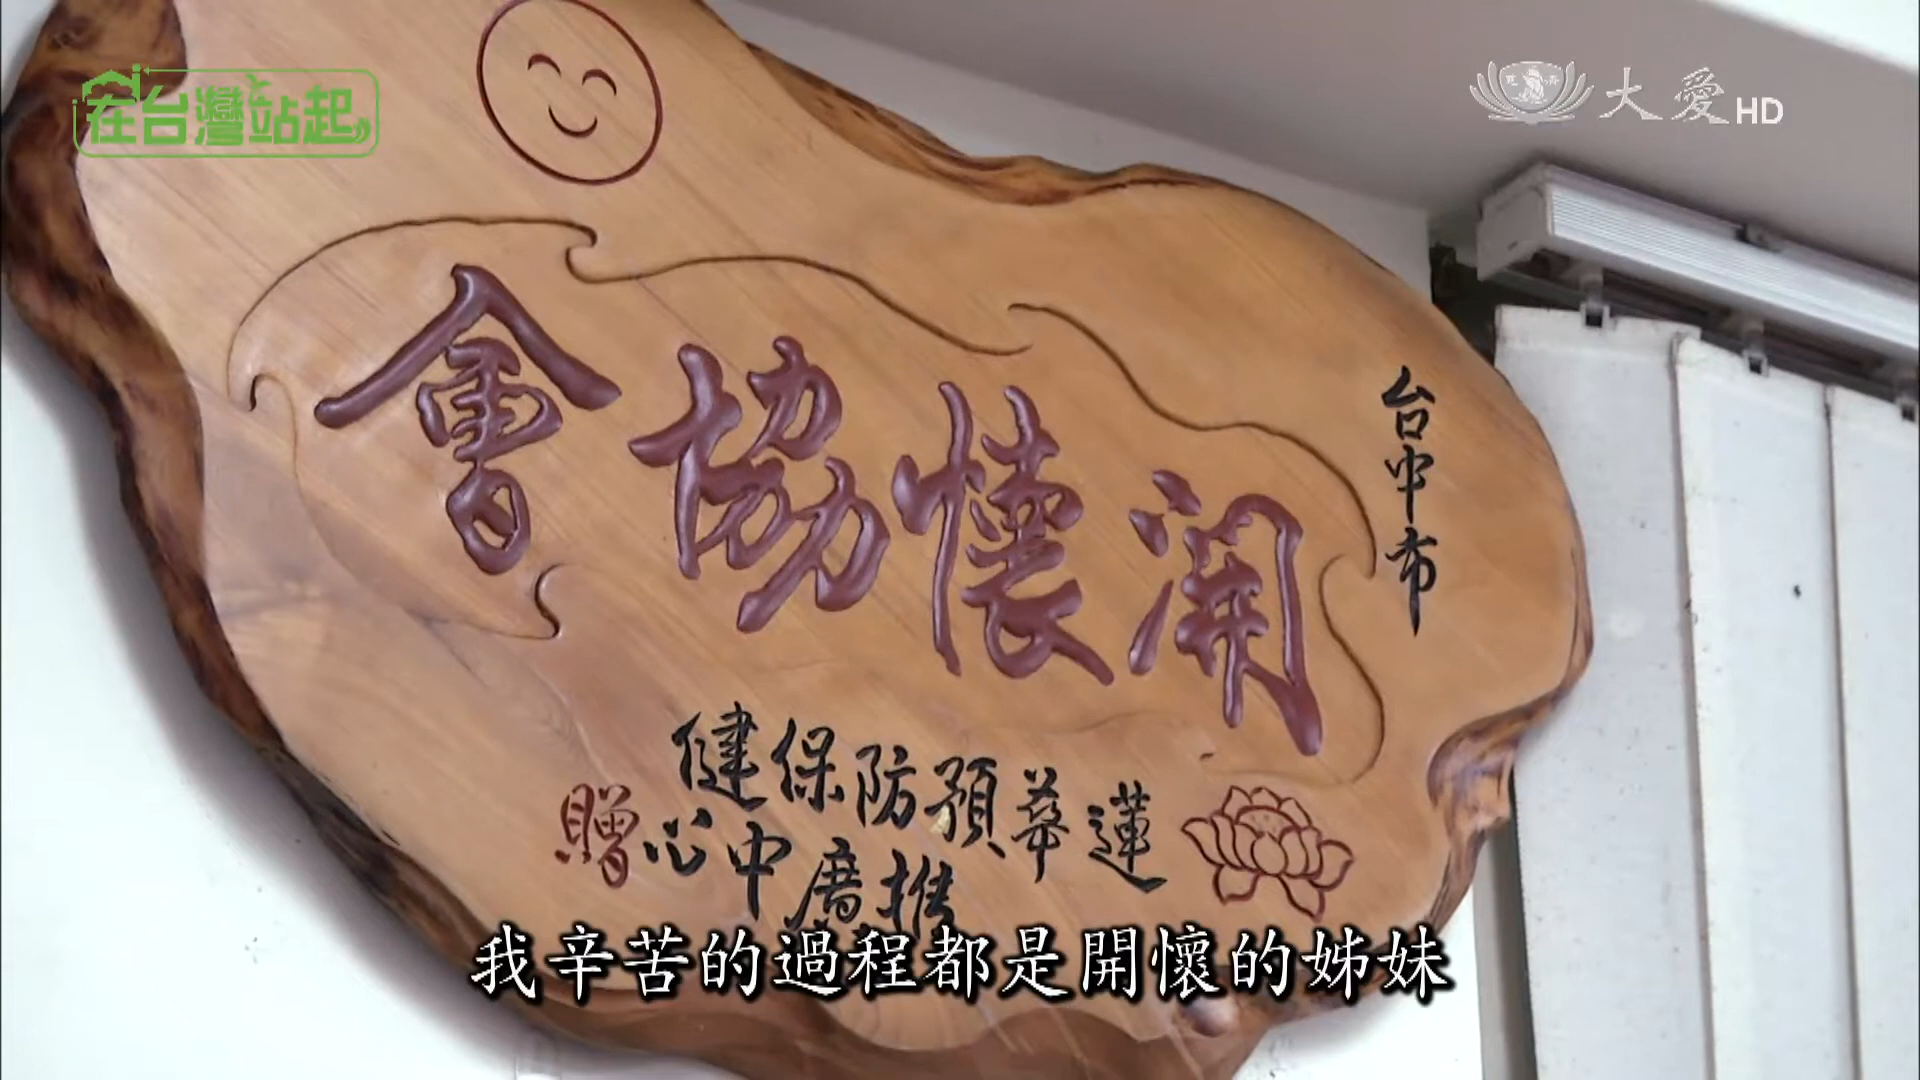 在台灣站起
大愛HD
台中市
開懷協會
蓮華預防保健
推廣中心贈
我辛苦的過程都是開懷的姊妹